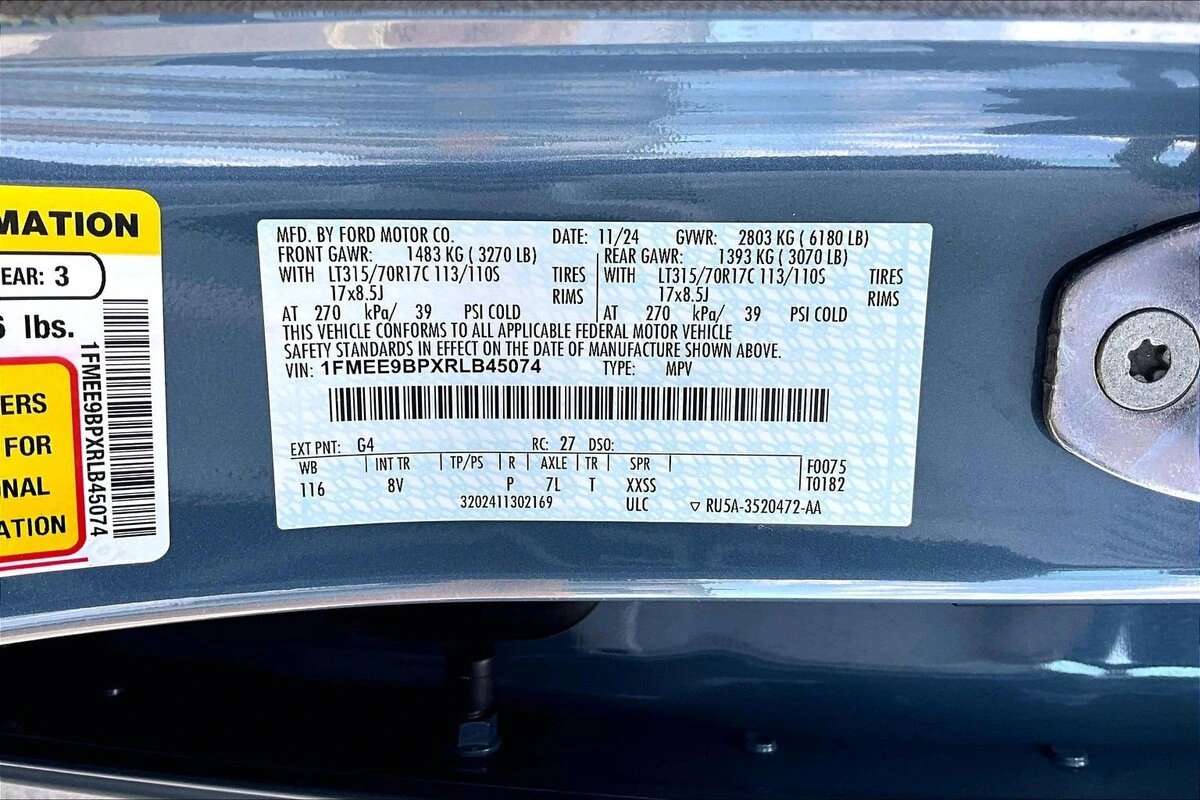 MATION
EAR: 3
6 lbs.
ERS
FOR
NAL
ATION
1FMEE9BPXRLB45074
MFD. BY FORD MOTOR CO. DATE: 11/24 GVWR: 2803 KG ( 6180 LB)
FRONT GAWR: 1483 KG ( 3270 LB) REAR GAWR: 1393 KG ( 3070 LB)
WITH LT315/70R17C 113/110S TIRES WITH LT315/70R17C 113/110S TIRES
17x8.5J RIMS 17x8.5J RIMS
AT 270 kPa/ 39 PSI COLD AT 270 kPa/ 39 PSI COLD
THIS VEHICLE CONFORMS TO ALL APPLICABLE FEDERAL MOTOR VEHICLE
SAFETY STANDARDS IN EFFECT ON THE DATE OF MANUFACTURE SHOWN ABOVE.
VIN: 1FMEE9BPXRLB45074 TYPE: MPV
EXT PNT: G4 RC: 27 DSO:
WB INT TR TP/PS R AXLE TR SPR F0075
116 8V P 7L T XXSS T0182
3202411302169 ULC ▽ RU5A-3520472-AA